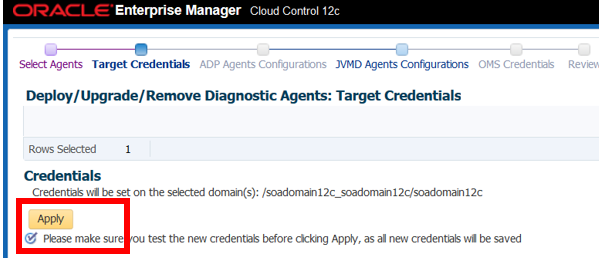 ORACLE Enterprise Manager Cloud Control 12c
Select Agents Target Credentials ADP Agents Configurations JVMD Agents Configurations OMS Credentials Review
Deploy/Upgrade/Remove Diagnostic Agents: Target Credentials
Rows Selected 1
Credentials
Credentials will be set on the selected domain(s): /soadomain12c_soadomain12c/soadomain12c
Apply
Please make sure you test the new credentials before clicking Apply, as all new credentials will be saved